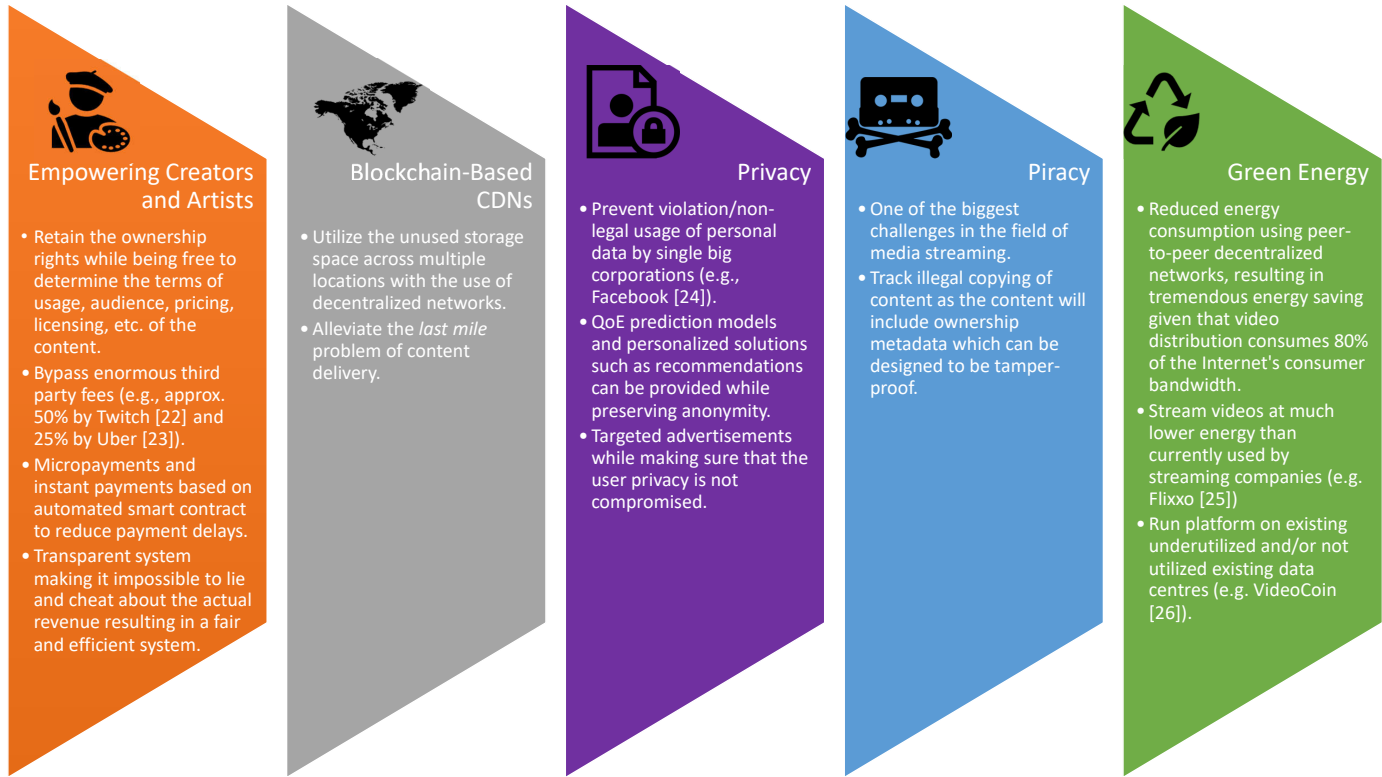 Empowering Creators
and Artists
• Retain the ownership
rights while being free to
determine the terms of
usage, audience, pricing,
licensing, etc. of the
content.
• Bypass enormous third
party fees (e.g., approx.
50% by Twitch [22] and
25% by Uber [23]).
• Micropayments and
instant payments based on
automated smart contract
to reduce payment delays.
• Transparent system
making it impossible to lie
and cheat about the actual
revenue resulting in a fair
and efficient system.
Blockchain-Based
CDNs
• Utilize the unused storage
space across multiple
locations with the use of
decentralized networks.
• Alleviate the last mile
problem of content
delivery.
Privacy
• Prevent violation/non-
legal usage of personal
data by single big
corporations (e.g.,
Facebook [24]).
• QoE prediction models
and personalized solutions
such as recommendations
can be provided while
preserving anonymity.
• Targeted advertisements
while making sure that the
user privacy is not
compromised.
Piracy
• One of the biggest
challenges in the field of
media streaming.
• Track illegal copying of
content as the content will
include ownership
metadata which can be
designed to be tamper-
proof.
Green Energy
• Reduced energy
consumption using peer-
to-peer decentralized
networks, resulting in
tremendous energy saving
given that video
distribution consumes 80%
of the Internet's consumer
bandwidth.
• Stream videos at much
lower energy than
currently used by
streaming companies (e.g.
Flixxo [25])
• Run platform on existing
underutilized and/or not
utilized existing data
centres (e.g. VideoCoin
[26]).